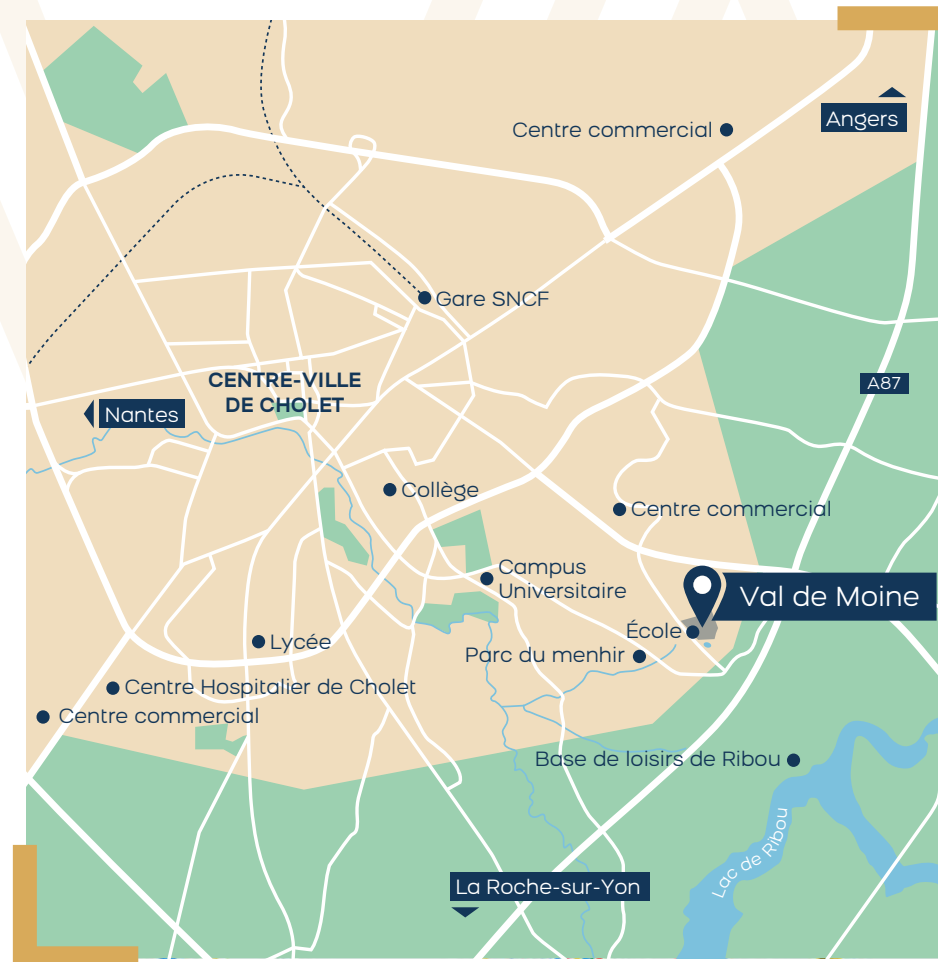 Centre commercial
Angers
Gare SNCF
CENTRE-VILLE
DE CHOLET
A87
Nantes
Collège
Centre commercial
Campus
Universitaire
Val de Moine
École
Lycée
Parc du menhir
Centre Hospitalier de Cholet
Centre commercial
Base de loisirs de Ribou
Lac de Ribou
La Roche-sur-Yon